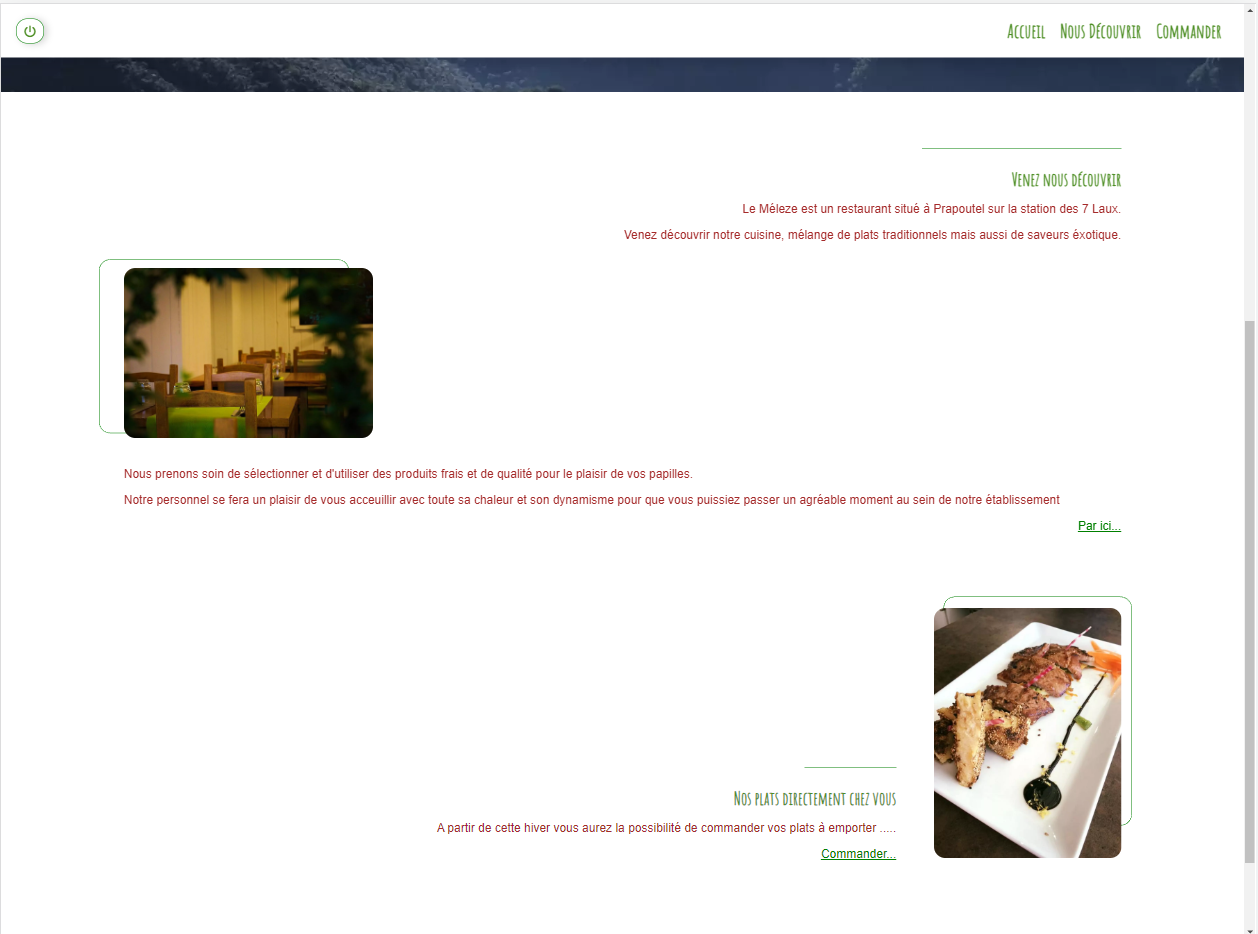 Accueil Nous Découvrir Commander
Venez nous découvrir
Le Méleze est un restaurant situé à Prapoutel sur la station des 7 Laux.
Venez découvrir notre cuisine, mélange de plats traditionnels mais aussi de saveurs éxotique.
Nous prenons soin de sélectionner et d'utiliser des produits frais et de qualité pour le plaisir de vos papilles.
Notre personnel se fera un plaisir de vous acceuillir avec toute sa chaleur et son dynamisme pour que vous puissiez passer un agréable moment au sein de notre établissement
Par ici...
Nos plats directement chez vous
A partir de cette hiver vous aurez la possibilité de commander vos plats à emporter .....
Commander...